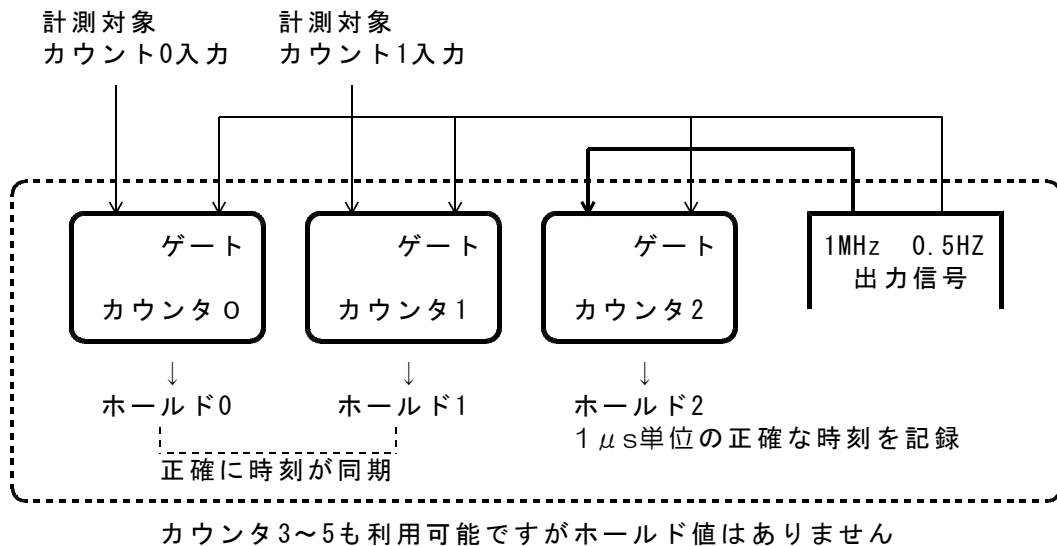 計測対象
カウント0入力
計測対象
カウント1入力
ゲート
カウンタ０
ゲート
カウンタ1
ゲート
カウンタ2
1MHz 0.5HZ
出力信号
↓
ホールド0
↓
ホールド1
↓
ホールド2
１μs単位の正確な時刻を記録
正確に時刻が同期
カウンタ3～5も利用可能ですがホールド値はありません